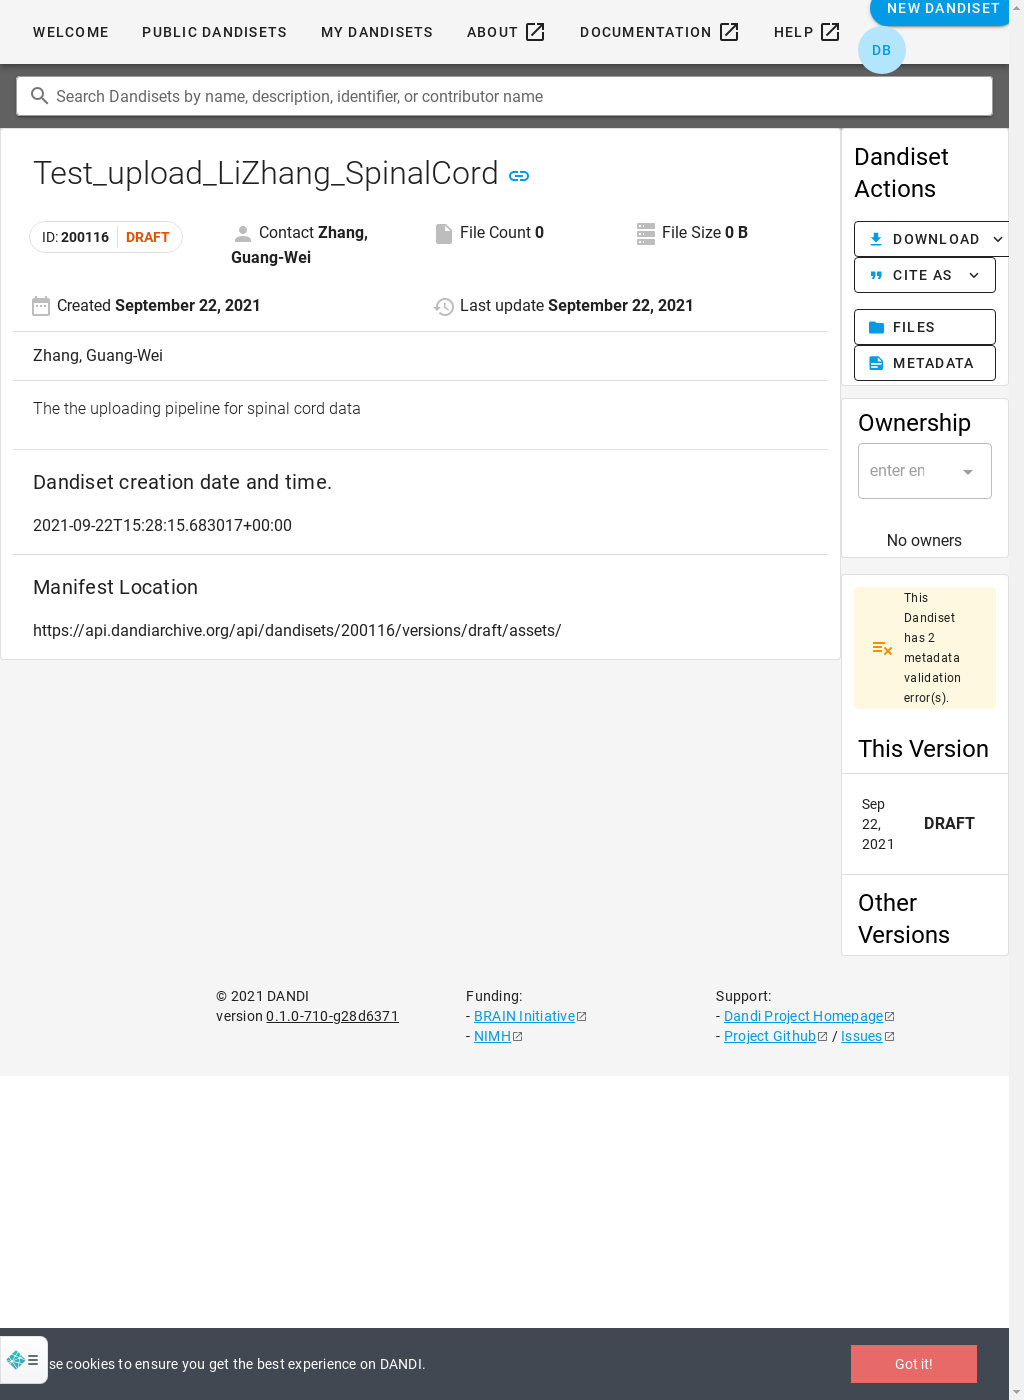 WELCOME
PUBLIC DANDISETS
MY DANDISETS
ABOUT
DOCUMENTATION
HELP
NEW DANDISET
DB
Search Dandisets by name, description, identifier, or contributor name
Test_upload_LiZhang_SpinalCord
ID: 200116 DRAFT
Contact Zhang,
Guang-Wei
File Count 0
File Size 0 B
Created September 22, 2021
Last update September 22, 2021
Zhang, Guang-Wei
The the uploading pipeline for spinal cord data
Dandiset creation date and time.
2021-09-22T15:28:15.683017+00:00
Manifest Location
https://api.dandiarchive.org/api/dandisets/200116/versions/draft/assets/
Dandiset
Actions
DOWNLOAD
CITE AS
FILES
METADATA
Ownership
enter en
No owners
This
Dandiset
has 2
metadata
validation
error(s).
This Version
Sep
22,
2021
DRAFT
Other
Versions
© 2021 DANDI
version 0.1.0-710-g28d6371
Funding:
- BRAIN Initiative
- NIMH
Support:
- Dandi Project Homepage
- Project Github / Issues
se cookies to ensure you get the best experience on DANDI.
Got it!